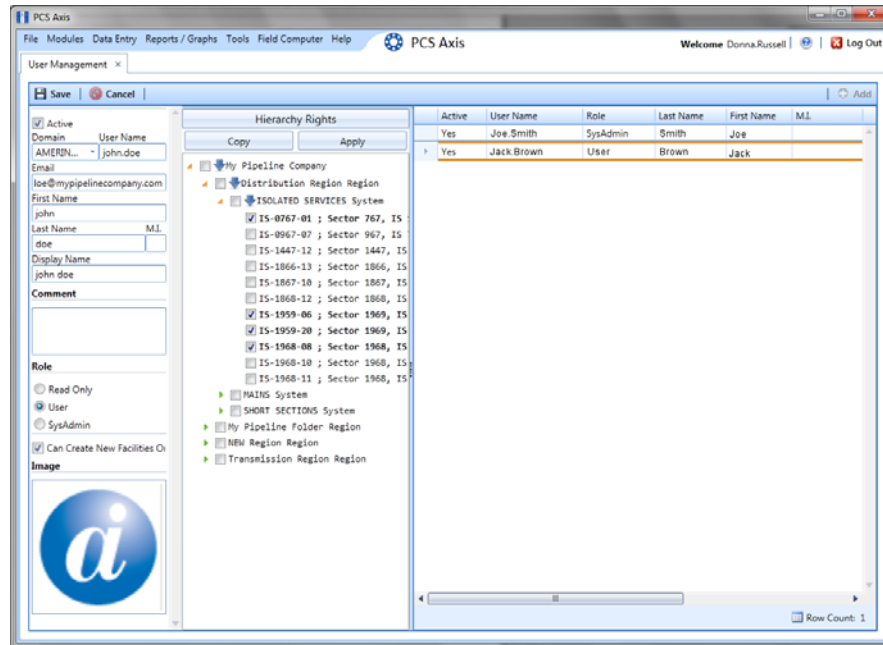 PCS Axis
File Modules Data Entry Reports / Graphs Tools Field Computer Help PCS Axis Welcome Donna.Russell | Log Out
User Management ×
Save | Cancel | | Add
Active
Domain User Name
AMERIN... john.doe
Email
loe@mypipelinecompany.com
First Name
john
Last Name M.I.
doe
Display Name
john doe
Comment
Role
Read Only
User
SysAdmin
Can Create New Facilities Or
Image
a
Hierarchy Rights
Copy Apply
My Pipeline Company
Distribution Region Region
ISOLATED SERVICES System
IS-0767-01 ; Sector 767, IS
IS-0967-07 ; Sector 967, IS
IS-1447-12 ; Sector 1447, IS
IS-1866-13 ; Sector 1866, IS
IS-1867-10 ; Sector 1867, IS
IS-1868-12 ; Sector 1868, IS
IS-1959-06 ; Sector 1969, IS
IS-1959-20 ; Sector 1969, IS
IS-1968-08 ; Sector 1968, IS
IS-1968-10 ; Sector 1968, IS
IS-1968-11 ; Sector 1968, IS
MAINS System
SHORT SECTIONS System
My Pipeline Folder Region
NEW Region Region
Transmission Region Region
Active User Name Role Last Name First Name M.I.
Yes Joe.Smith SysAdmin Smith Joe
Yes Jack.Brown User Brown Jack
Row Count: 1